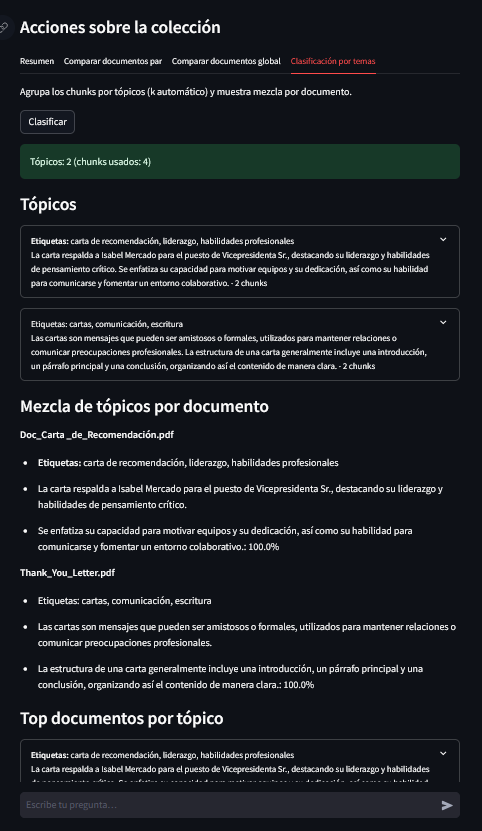 Acciones sobre la colección
Resumen Comparar documentos par Comparar documentos global Clasificación por temas
Agrupa los chunks por tópicos (k automático) y muestra mezcla por documento.
Clasificar
Tópicos: 2 (chunks usados: 4)
Tópicos
Etiquetas: carta de recomendación, liderazgo, habilidades profesionales
La carta respalda a Isabel Mercado para el puesto de Vicepresidenta Sr., destacando su liderazgo y habilidades
de pensamiento crítico. Se enfatiza su capacidad para motivar equipos y su dedicación, así como su habilidad
para comunicarse y fomentar un entorno colaborativo. - 2 chunks
Etiquetas: cartas, comunicación, escritura
Las cartas son mensajes que pueden ser amistosos o formales, utilizados para mantener relaciones o
comunicar preocupaciones profesionales. La estructura de una carta generalmente incluye una introducción,
un párrafo principal y una conclusión, organizando así el contenido de manera clara. - 2 chunks
Mezcla de tópicos por documento
Doc_Carta _de_Recomendación.pdf
• Etiquetas: carta de recomendación, liderazgo, habilidades profesionales
• La carta respalda a Isabel Mercado para el puesto de Vicepresidenta Sr., destacando su liderazgo y
habilidades de pensamiento crítico.
• Se enfatiza su capacidad para motivar equipos y su dedicación, así como su habilidad para
comunicarse y fomentar un entorno colaborativo.: 100.0%
Thank_You_Letter.pdf
• Etiquetas: cartas, comunicación, escritura
• Las cartas son mensajes que pueden ser amistosos o formales, utilizados para mantener relaciones o
comunicar preocupaciones profesionales.
• La estructura de una carta generalmente incluye una introducción, un párrafo principal y una
conclusión, organizando así el contenido de manera clara.: 100.0%
Top documentos por tópico
Etiquetas: carta de recomendación, liderazgo, habilidades profesionales
La carta respalda a Isabel Mercado para el puesto de Vicepresidenta Sr., destacando su liderazgo y habilidades
Escribe tu pregunta...